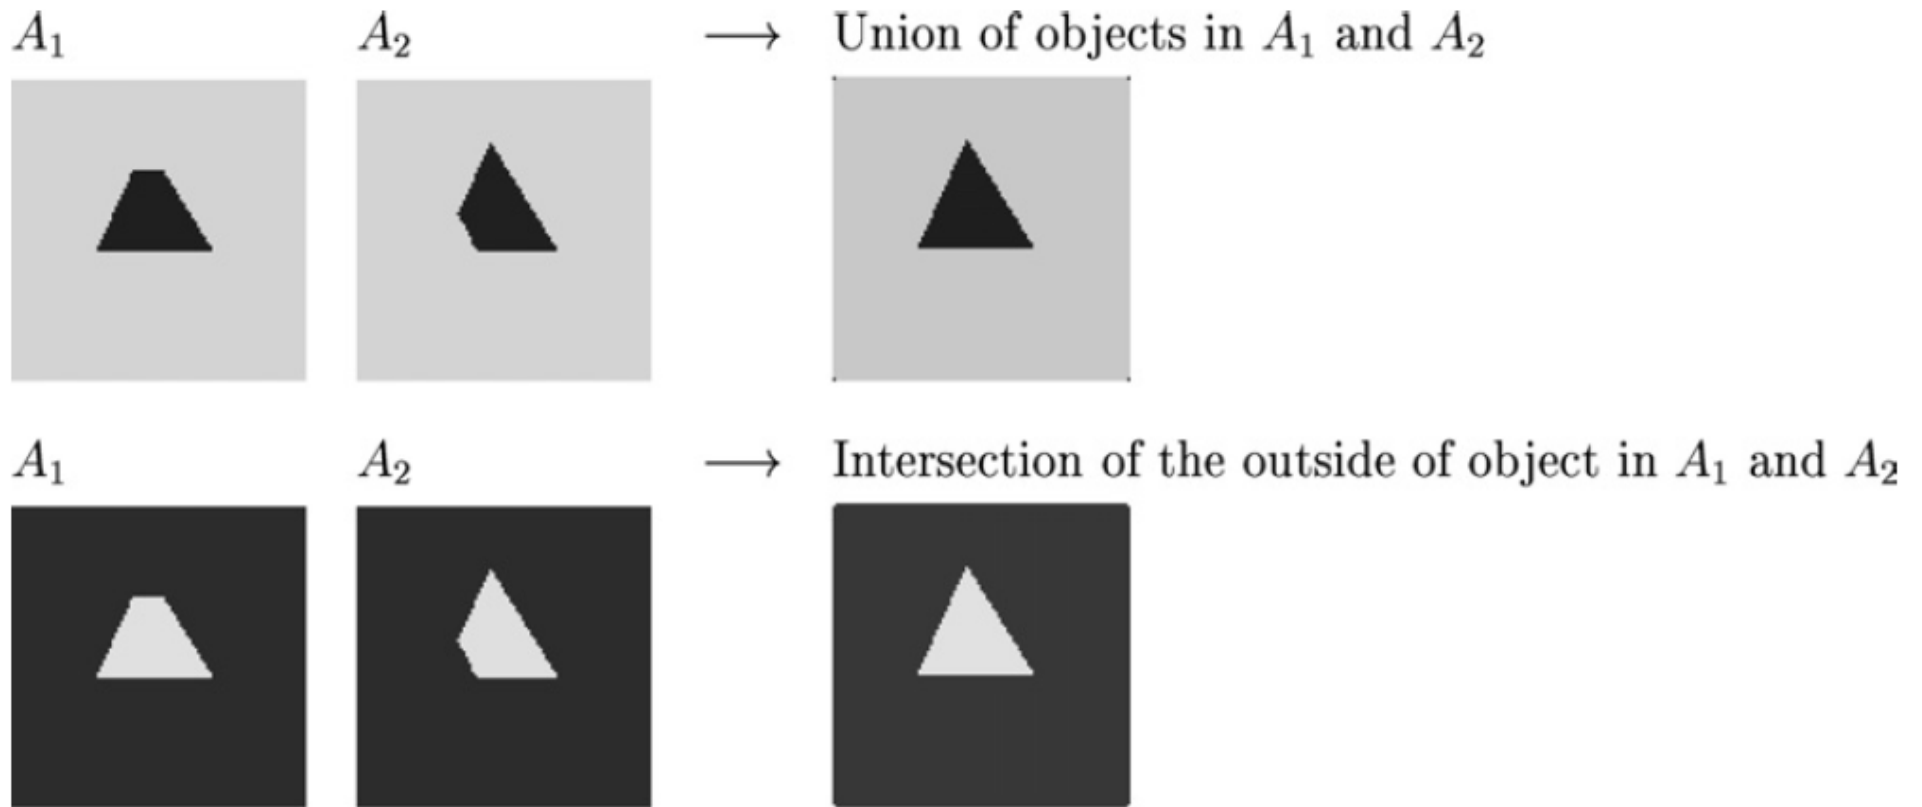 A₁ A₂ ⟶ Union of objects in A₁ and A₂
A₁ A₂ ⟶ Intersection of the outside of object in A₁ and A₂